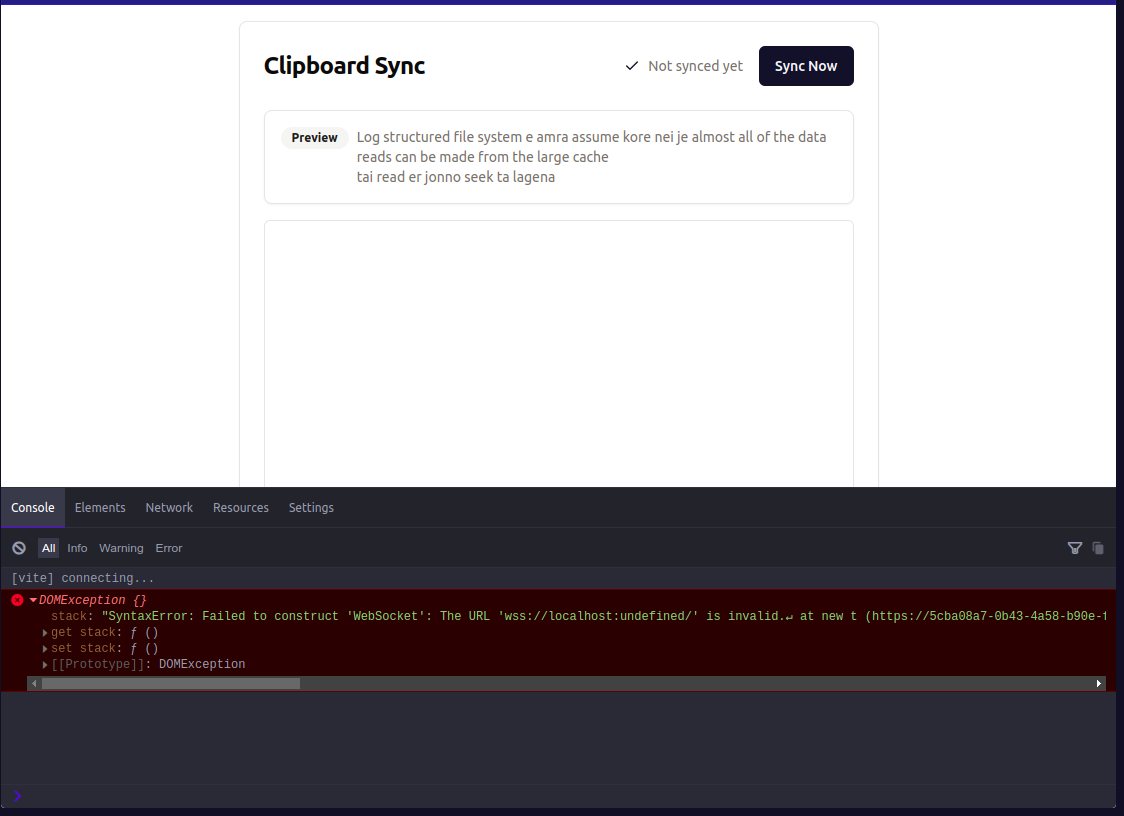 Clipboard Sync
Not synced yet
Sync Now
Preview
Log structured file system e amra assume kore nei je almost all of the data
reads can be made from the large cache
tai read er jonno seek ta lagena
Console Elements Network Resources Settings
All Info Warning Error
[vite] connecting...
DOMException {}
stack: "SyntaxError: Failed to construct 'WebSocket': The URL 'wss://localhost:undefined/' is invalid.↵ at new t (https://5cba08a7-0b43-4a58-b90e-
get stack: ƒ ()
set stack: ƒ ()
[[Prototype]]: DOMException